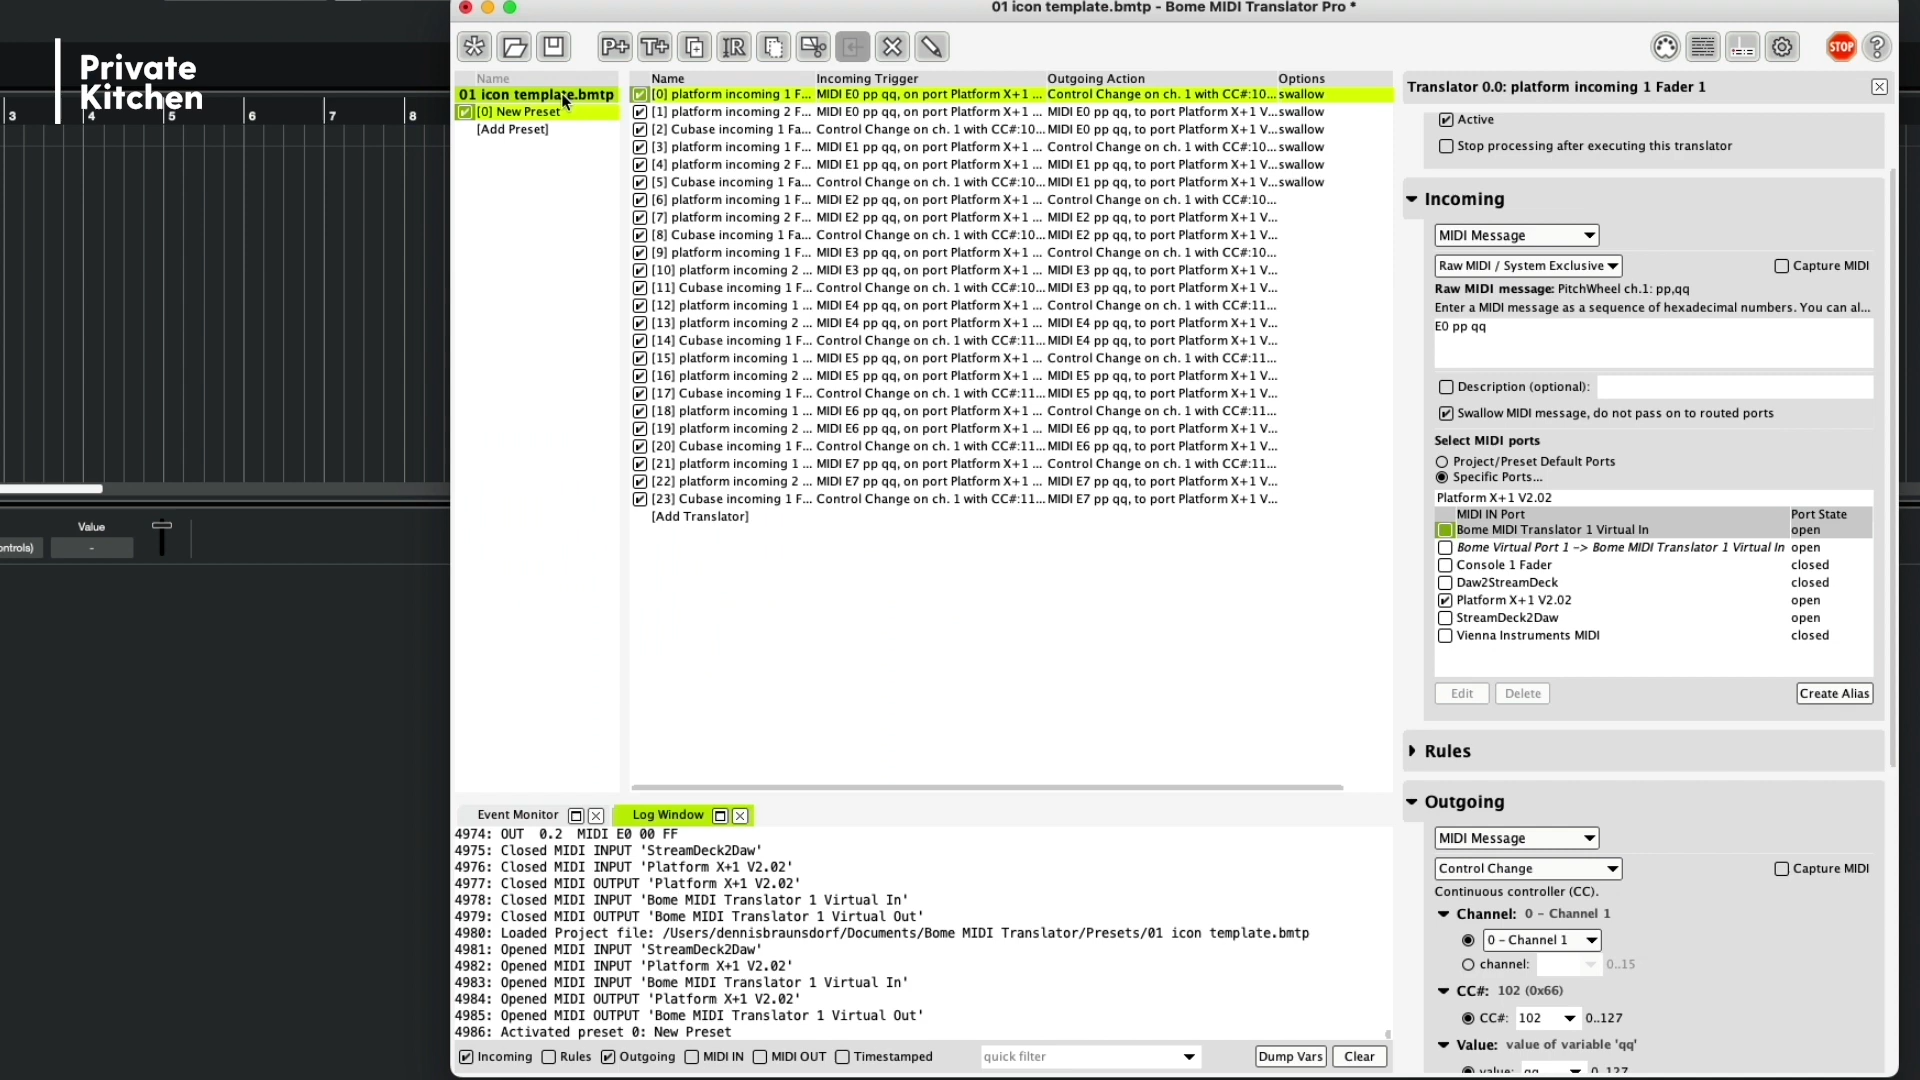 01 icon template.bmtp - Bome MIDI Translator Pro *
Private
Kitchen
3 4 5 6 7 8
Value
ontrols) -
P+ T+ IR STOP ?
Name
01 icon template.bmtp
[0] New Preset
[Add Preset]
Name Incoming Trigger Outgoing Action Options
[0] platform incoming 1 F... MIDI E0 pp qq, on port Platform X+1 ... Control Change on ch. 1 with CC#:10... swallow
[1] platform incoming 2 F... MIDI E0 pp qq, on port Platform X+1 ... MIDI E0 pp qq, to port Platform X+1 V... swallow
[2] Cubase incoming 1 Fa... Control Change on ch. 1 with CC#:10... MIDI E0 pp qq, to port Platform X+1 V... swallow
[3] platform incoming 1 F... MIDI E1 pp qq, on port Platform X+1 ... Control Change on ch. 1 with CC#:10... swallow
[4] platform incoming 2 F... MIDI E1 pp qq, on port Platform X+1 ... MIDI E1 pp qq, to port Platform X+1 V... swallow
[5] Cubase incoming 1 Fa... Control Change on ch. 1 with CC#:10... MIDI E1 pp qq, to port Platform X+1 V... swallow
[6] platform incoming 1 F... MIDI E2 pp qq, on port Platform X+1 ... Control Change on ch. 1 with CC#:10...
[7] platform incoming 2 F... MIDI E2 pp qq, on port Platform X+1 ... MIDI E2 pp qq, to port Platform X+1 V...
[8] Cubase incoming 1 Fa... Control Change on ch. 1 with CC#:10... MIDI E2 pp qq, to port Platform X+1 V...
[9] platform incoming 1 F... MIDI E3 pp qq, on port Platform X+1 ... Control Change on ch. 1 with CC#:10...
[10] platform incoming 2 ... MIDI E3 pp qq, on port Platform X+1 ... MIDI E3 pp qq, to port Platform X+1 V...
[11] Cubase incoming 1 F... Control Change on ch. 1 with CC#:10... MIDI E3 pp qq, to port Platform X+1 V...
[12] platform incoming 1 ... MIDI E4 pp qq, on port Platform X+1 ... Control Change on ch. 1 with CC#:11...
[13] platform incoming 2 ... MIDI E4 pp qq, on port Platform X+1 ... MIDI E4 pp qq, to port Platform X+1 V...
[14] Cubase incoming 1 F... Control Change on ch. 1 with CC#:11... MIDI E4 pp qq, to port Platform X+1 V...
[15] platform incoming 1 ... MIDI E5 pp qq, on port Platform X+1 ... Control Change on ch. 1 with CC#:11...
[16] platform incoming 2 ... MIDI E5 pp qq, on port Platform X+1 ... MIDI E5 pp qq, to port Platform X+1 V...
[17] Cubase incoming 1 F... Control Change on ch. 1 with CC#:11... MIDI E5 pp qq, to port Platform X+1 V...
[18] platform incoming 1 ... MIDI E6 pp qq, on port Platform X+1 ... Control Change on ch. 1 with CC#:11...
[19] platform incoming 2 ... MIDI E6 pp qq, on port Platform X+1 ... MIDI E6 pp qq, to port Platform X+1 V...
[20] Cubase incoming 1 F... Control Change on ch. 1 with CC#:11... MIDI E6 pp qq, to port Platform X+1 V...
[21] platform incoming 1 ... MIDI E7 pp qq, on port Platform X+1 ... Control Change on ch. 1 with CC#:11...
[22] platform incoming 2 ... MIDI E7 pp qq, on port Platform X+1 ... MIDI E7 pp qq, to port Platform X+1 V...
[23] Cubase incoming 1 F... Control Change on ch. 1 with CC#:11... MIDI E7 pp qq, to port Platform X+1 V...
[Add Translator]
Event Monitor Log Window
4974: OUT 0.2 MIDI E0 00 FF
4975: Closed MIDI INPUT 'StreamDeck2Daw'
4976: Closed MIDI INPUT 'Platform X+1 V2.02'
4977: Closed MIDI OUTPUT 'Platform X+1 V2.02'
4978: Closed MIDI INPUT 'Bome MIDI Translator 1 Virtual In'
4979: Closed MIDI OUTPUT 'Bome MIDI Translator 1 Virtual Out'
4980: Loaded Project file: /Users/dennisbraunsdorf/Documents/Bome MIDI Translator/Presets/01 icon template.bmtp
4981: Opened MIDI INPUT 'StreamDeck2Daw'
4982: Opened MIDI INPUT 'Platform X+1 V2.02'
4983: Opened MIDI INPUT 'Bome MIDI Translator 1 Virtual In'
4984: Opened MIDI OUTPUT 'Platform X+1 V2.02'
4985: Opened MIDI OUTPUT 'Bome MIDI Translator 1 Virtual Out'
4986: Activated preset 0: New Preset
Incoming Rules Outgoing MIDI IN MIDI OUT Timestamped quick filter Dump Vars Clear
Translator 0.0: platform incoming 1 Fader 1
Active
Stop processing after executing this translator
Incoming
MIDI Message
Raw MIDI / System Exclusive Capture MIDI
Raw MIDI message: PitchWheel ch.1: pp,qq
Enter a MIDI message as a sequence of hexadecimal numbers. You can al...
E0 pp qq
Description (optional):
Swallow MIDI message, do not pass on to routed ports
Select MIDI ports
Project/Preset Default Ports
Specific Ports...
Platform X+1 V2.02
MIDI IN Port Port State
Bome MIDI Translator 1 Virtual In open
Bome Virtual Port 1 -> Bome MIDI Translator 1 Virtual In open
Console 1 Fader closed
Daw2StreamDeck closed
Platform X+1 V2.02 open
StreamDeck2Daw open
Vienna Instruments MIDI closed
Edit Delete Create Alias
Rules
Outgoing
MIDI Message
Control Change Capture MIDI
Continuous controller (CC).
Channel: 0 - Channel 1
0 - Channel 1
channel: 0..15
CC#: 102 (0x66)
CC#: 102 0..127
Value: value of variable 'qq'
value: qq 0..127